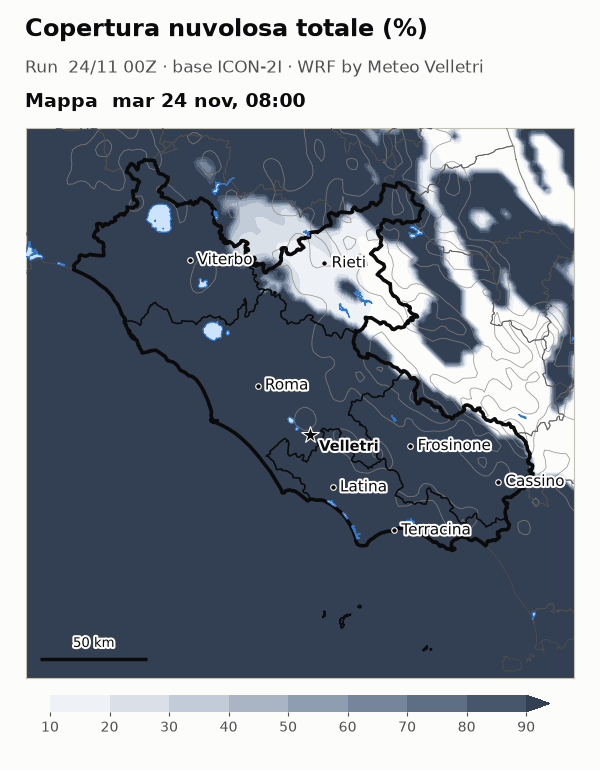 Copertura nuvolosa totale (%)
Run  24/11 00Z · base ICON-2I · WRF by Meteo Velletri
Mappa  mar 24 nov, 08:00
Viterbo
Rieti
Roma
Velletri
Frosinone
Latina
Cassino
Terracina
50 km
10 20 30 40 50 60 70 80 90